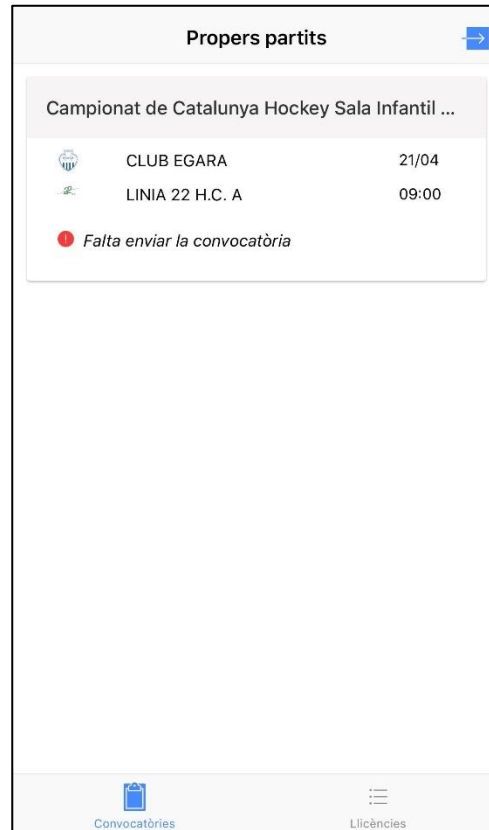 Propers partits
Campionat de Catalunya Hockey Sala Infantil ...
CLUB EGARA 21/04
LINIA 22 H.C. A 09:00
Falta enviar la convocatòria
Convocatòries Llicències